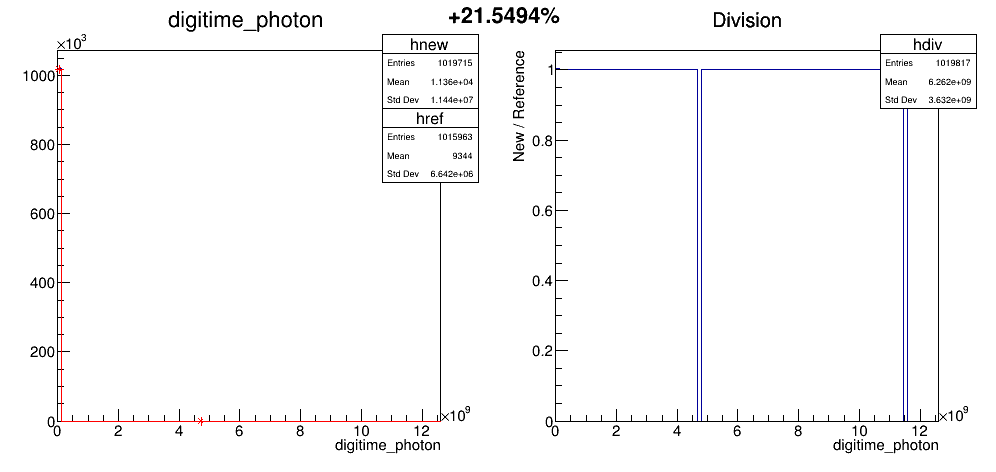 +21.5494%
digitime_photon
×10³
1000
800
600
400
200
0
0 2 4 6 8 10 12
×10⁹
digitime_photon
hnew
Entries 1019715
Mean 1.136e+04
Std Dev 1.144e+07
href
Entries 1015963
Mean 9344
Std Dev 6.642e+06
Division
New / Reference
1
0.8
0.6
0.4
0.2
0
0 2 4 6 8 10 12
×10⁹
digitime_photon
hdiv
Entries 1019817
Mean 6.262e+09
Std Dev 3.632e+09